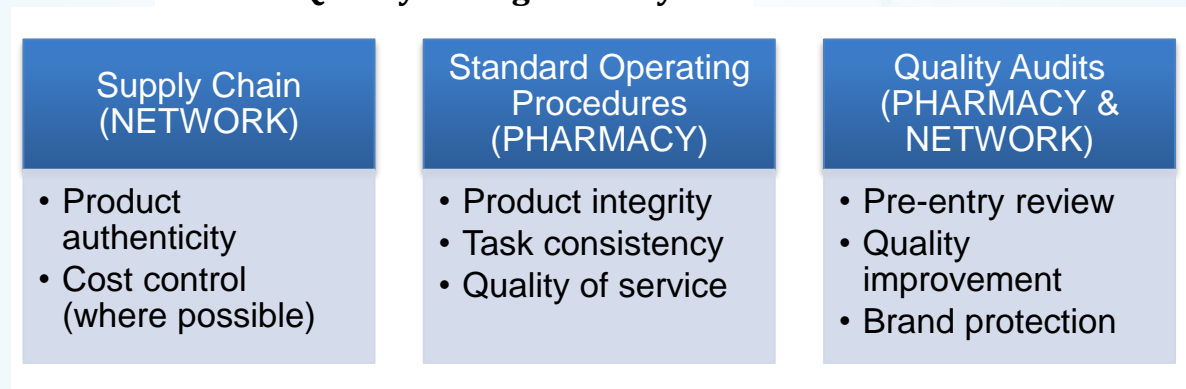 Supply Chain
(NETWORK)
• Product
authenticity
• Cost control
(where possible)
Standard Operating
Procedures
(PHARMACY)
• Product integrity
• Task consistency
• Quality of service
Quality Audits
(PHARMACY &
NETWORK)
• Pre-entry review
• Quality
improvement
• Brand protection